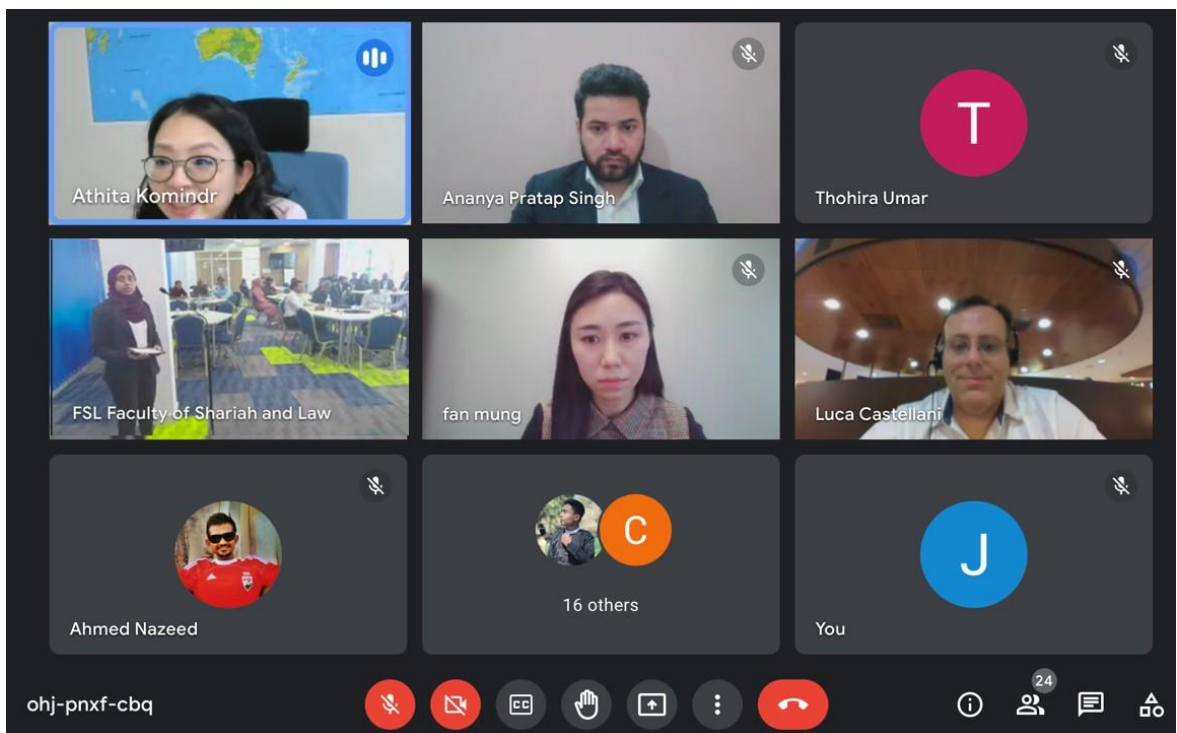 Athita Komindr
Ananya Pratap Singh
T
Thohira Umar
FSL Faculty of Shariah and Law
fan mung
Luca Castellani
Ahmed Nazeed
C
16 others
J
You
ohj-pnxf-cbq
CC
24